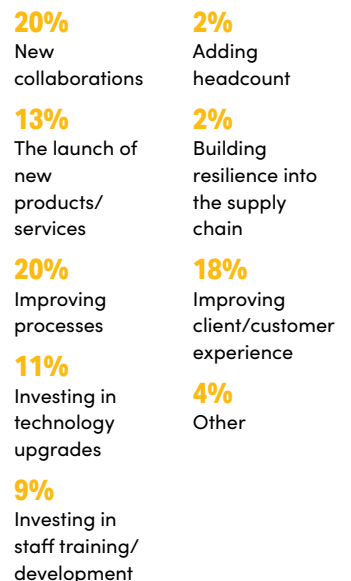 20%
New
collaborations
13%
The launch of
new
products/
services
20%
Improving
processes
11%
Investing in
technology
upgrades
9%
Investing in
staff training/
development
2%
Adding
headcount
2%
Building
resilience into
the supply
chain
18%
Improving
client/customer
experience
4%
Other